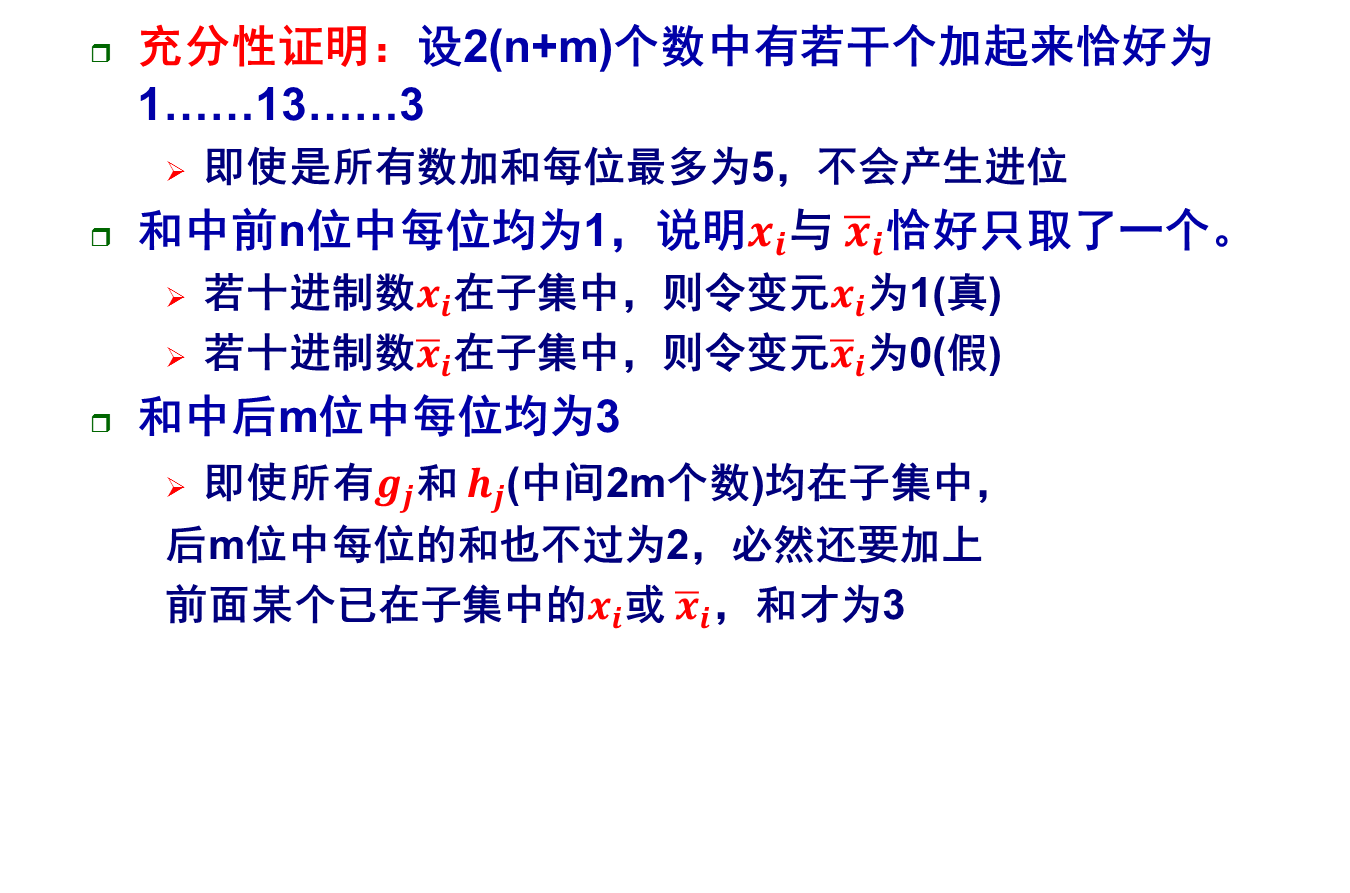 充分性证明：设2(n+m)个数中有若干个加起来恰好为
1……13……3
即使是所有数加和每位最多为5，不会产生进位
和中前n位中每位均为1，说明xᵢ与 x̅ᵢ恰好只取了一个。
若十进制数xᵢ在子集中，则令变元xᵢ为1(真)
若十进制数x̅ᵢ在子集中，则令变元x̅ᵢ为0(假)
和中后m位中每位均为3
即使所有gⱼ和 hⱼ(中间2m个数)均在子集中，
后m位中每位的和也不过为2，必然还要加上
前面某个已在子集中的xᵢ或 x̅ᵢ，和才为3